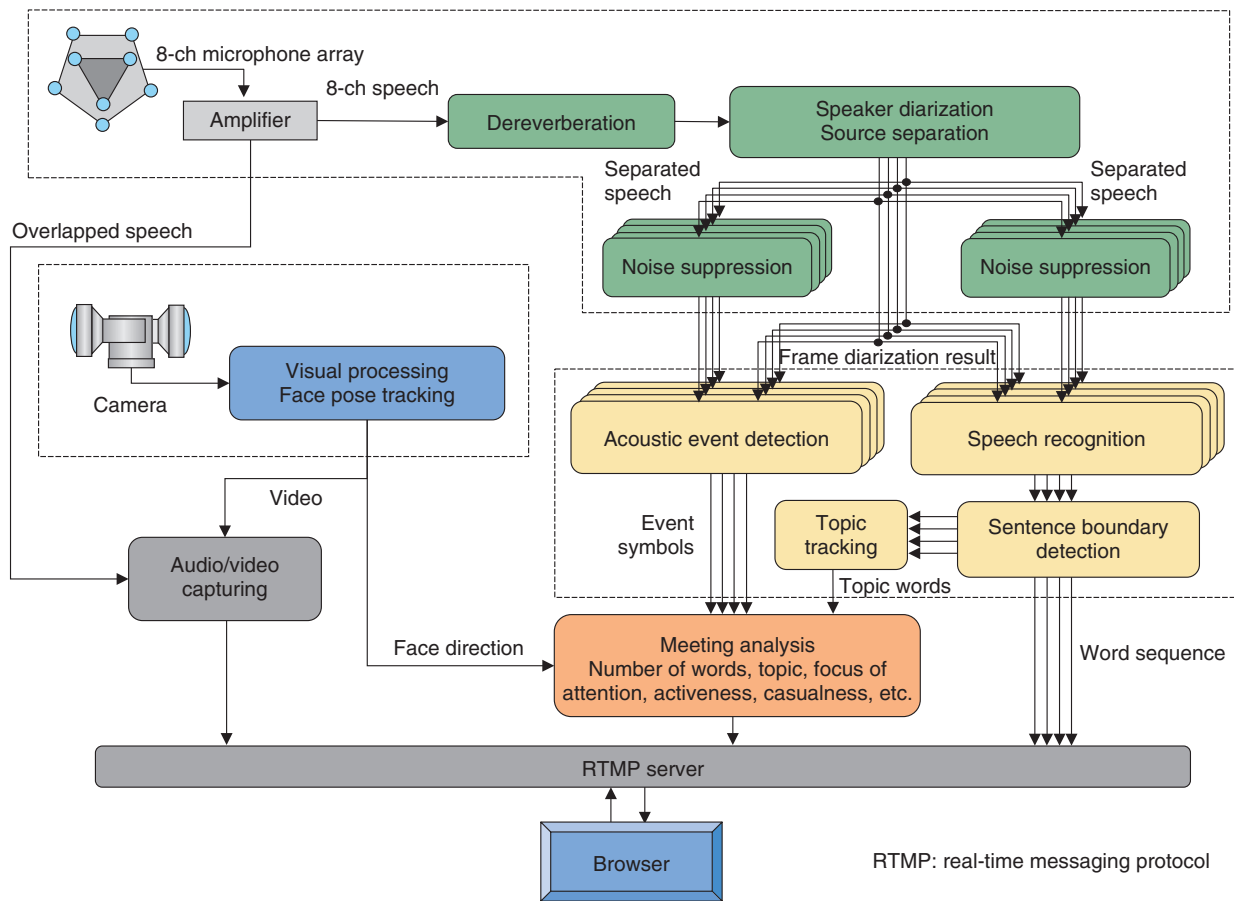 8-ch microphone array
8-ch speech
Amplifier
Dereverberation
Speaker diarization
Source separation
Separated
speech
Separated
speech
Overlapped speech
Noise suppression
Noise suppression
Camera
Visual processing
Face pose tracking
Frame diarization result
Acoustic event detection
Speech recognition
Video
Event
symbols
Topic
tracking
Sentence boundary
detection
Audio/video
capturing
Topic words
Face direction
Meeting analysis
Number of words, topic, focus of
attention, activeness, casualness, etc.
Word sequence
RTMP server
Browser
RTMP: real-time messaging protocol